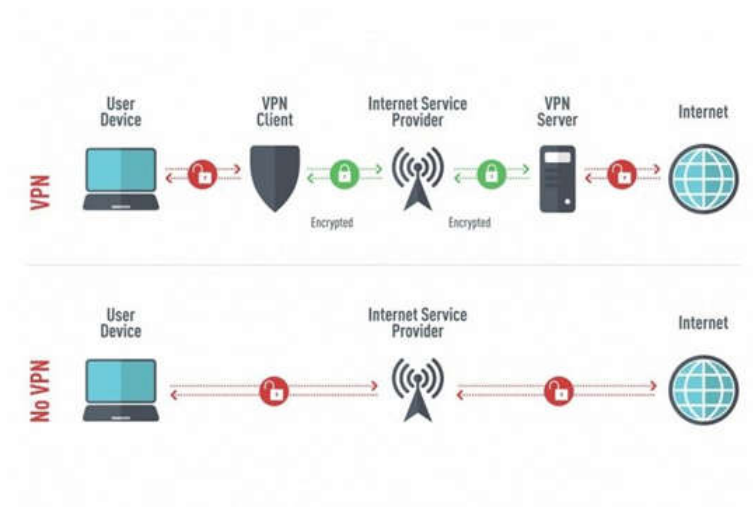 User
Device
VPN
Client
Internet Service
Provider
VPN
Server
Internet
VPN
Encrypted
Encrypted
User
Device
Internet Service
Provider
Internet
No VPN